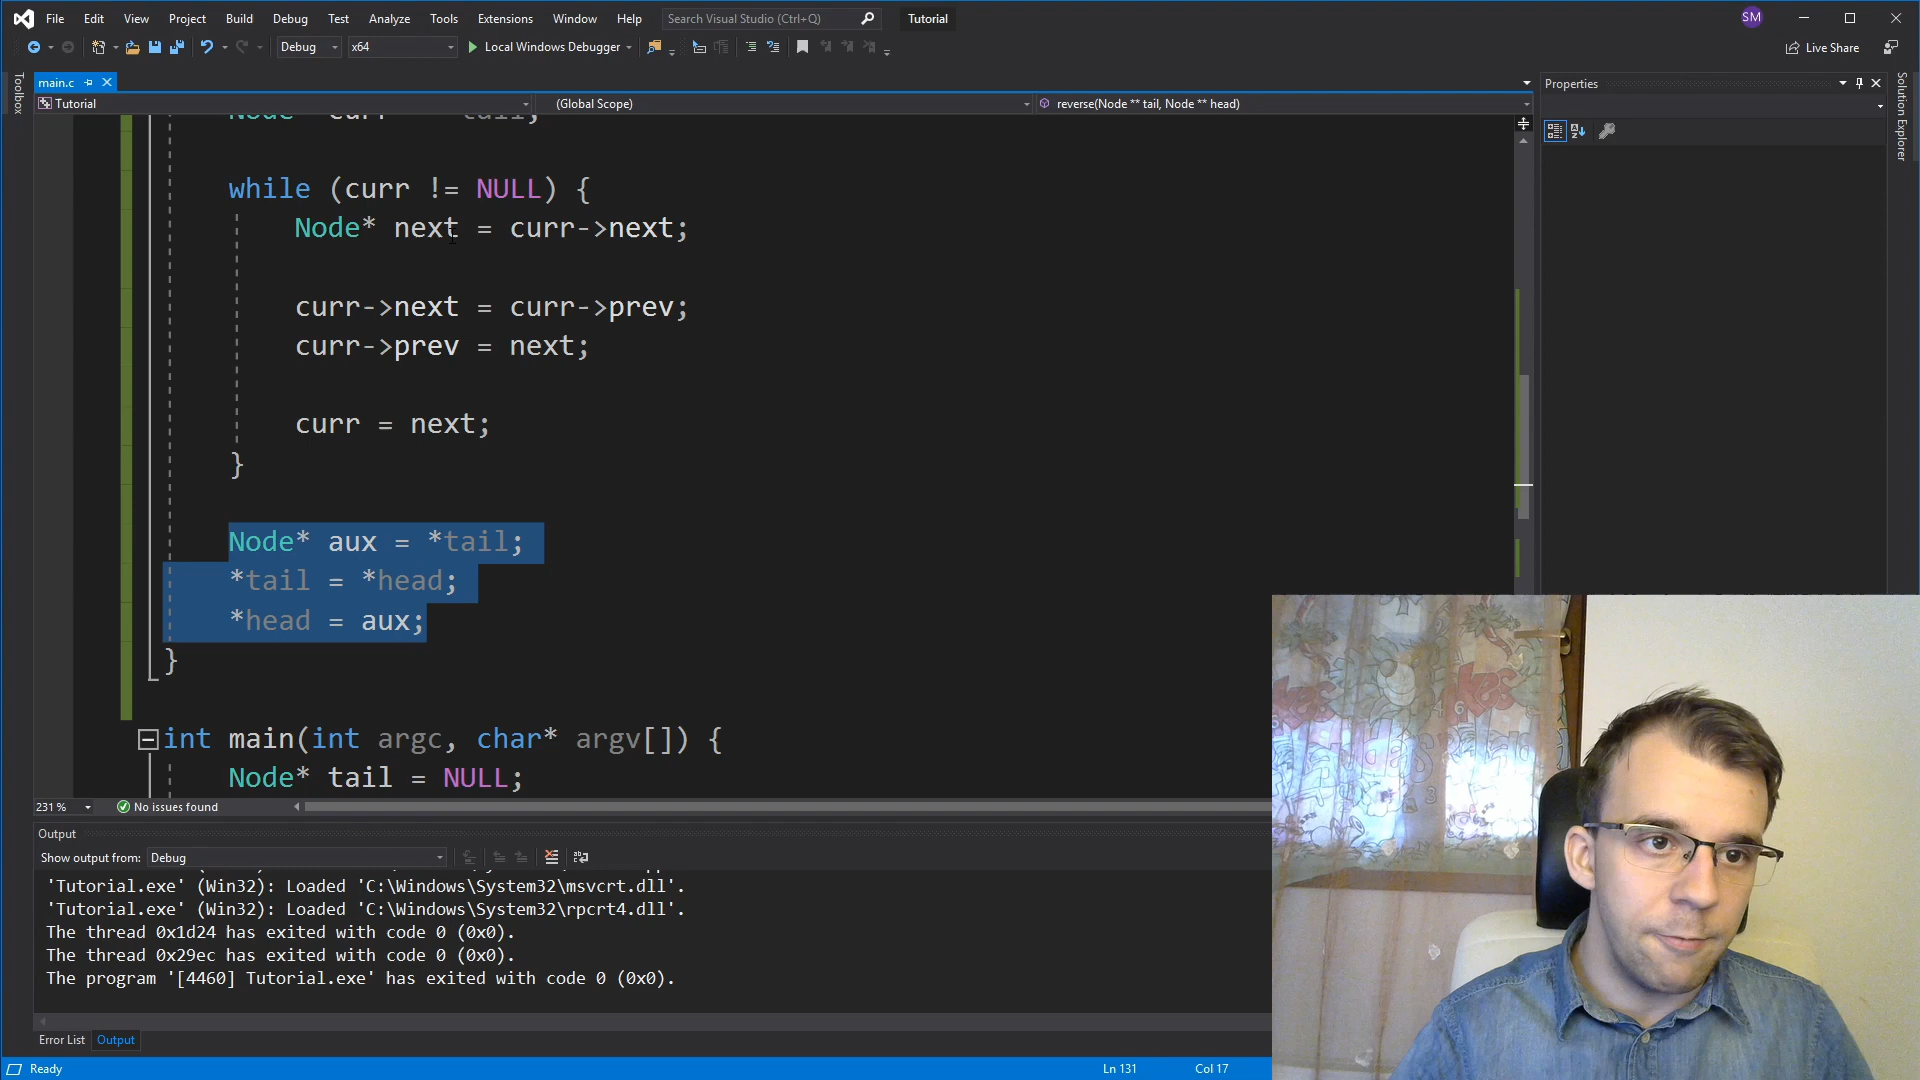 File Edit View Project Build Debug Test Analyze Tools Extensions Window Help Search Visual Studio (Ctrl+Q) Tutorial SM
Debug x64 Local Windows Debugger Live Share
Toolbox
main.c
Tutorial (Global Scope) reverse(Node ** tail, Node ** head)
while (curr != NULL) {
Node* next = curr->next;
curr->next = curr->prev;
curr->prev = next;
curr = next;
}
Node* aux = *tail;
*tail = *head;
*head = aux;
}
int main(int argc, char* argv[]) {
Node* tail = NULL;
231 % No issues found
Properties
Solution Explorer
Output
Show output from: Debug
'Tutorial.exe' (Win32): Loaded 'C:\Windows\System32\msvcrt.dll'.
'Tutorial.exe' (Win32): Loaded 'C:\Windows\System32\rpcrt4.dll'.
The thread 0x1d24 has exited with code 0 (0x0).
The thread 0x29ec has exited with code 0 (0x0).
The program '[4460] Tutorial.exe' has exited with code 0 (0x0).
Error List Output
Ready Ln 131 Col 17